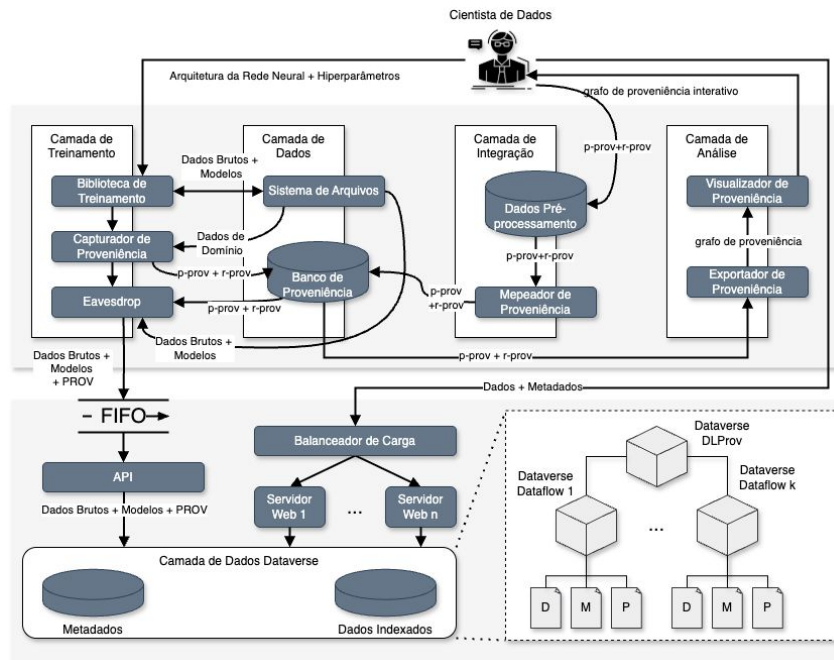 Cientista de Dados
Arquitetura da Rede Neural + Hiperparâmetros
grafo de proveniência interativo
Camada de
Treinamento
Biblioteca de
Treinamento
Capturador de
Proveniência
Eavesdrop
Dados Brutos +
Modelos
Camada de
Dados
Sistema de Arquivos
Dados de
Domínio
p-prov + r-prov
Banco de
Proveniência
p-prov + r-prov
Dados Brutos +
Modelos
p-prov
+r-prov
Camada de
Integração
p-prov+r-prov
Dados Pré-
processamento
p-prov+r-prov
Mepeador de
Proveniência
Camada de
Análise
Visualizador de
Proveniência
grafo de proveniência
Exportador de
Proveniência
p-prov + r-prov
Dados Brutos +
Modelos
+ PROV
FIFO
API
Dados Brutos + Modelos + PROV
Dados + Metadados
Balanceador de Carga
Servidor
Web 1
...
Servidor
Web n
Camada de Dados Dataverse
Metadados
Dados Indexados
Dataverse
DLProv
Dataverse
Dataflow 1
Dataverse
Dataflow k
...
D M P D M P